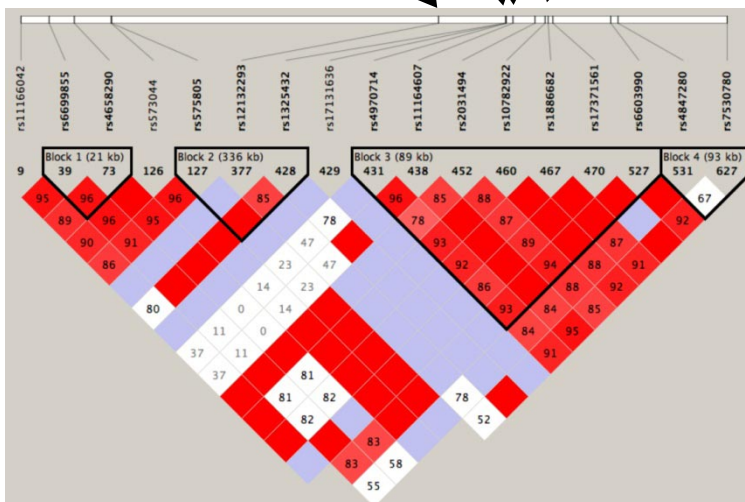 rs11166042 rs6699855 rs4658290 rs573044 rs575805 rs12132293 rs1325432 rs17131636 rs4970714 rs11164607 rs2031494 rs10782922 rs1886682 rs17371561 rs6603990 rs4847280 rs7530780
Block 1 (21 kb) Block 2 (336 kb) Block 3 (89 kb) Block 4 (93 kb)
9 39 73 126 127 377 428 429 431 438 452 460 467 470 527 531 627
95 96 96 85 96 85 88 67
89 96 95 78 78 87 92
90 91 47 93 89 87
86 23 47 92 94 88 91
14 23 86 88 92
80 0 14 93 84 85
11 0 84 95
37 11 91
37 81
81 82 78
82 52
83
83 58
55